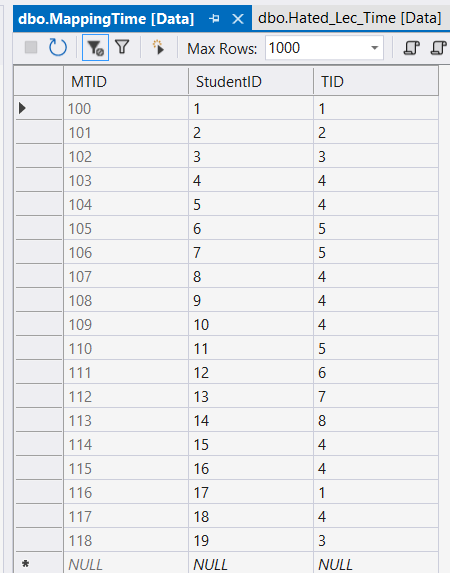 dbo.MappingTime [Data] dbo.Hated_Lec_Time [Data]
Max Rows: 1000
MTID StudentID TID
100 1 1
101 2 2
102 3 3
103 4 4
104 5 4
105 6 5
106 7 5
107 8 4
108 9 4
109 10 4
110 11 5
111 12 6
112 13 7
113 14 8
114 15 4
115 16 4
116 17 1
117 18 4
118 19 3
NULL NULL NULL